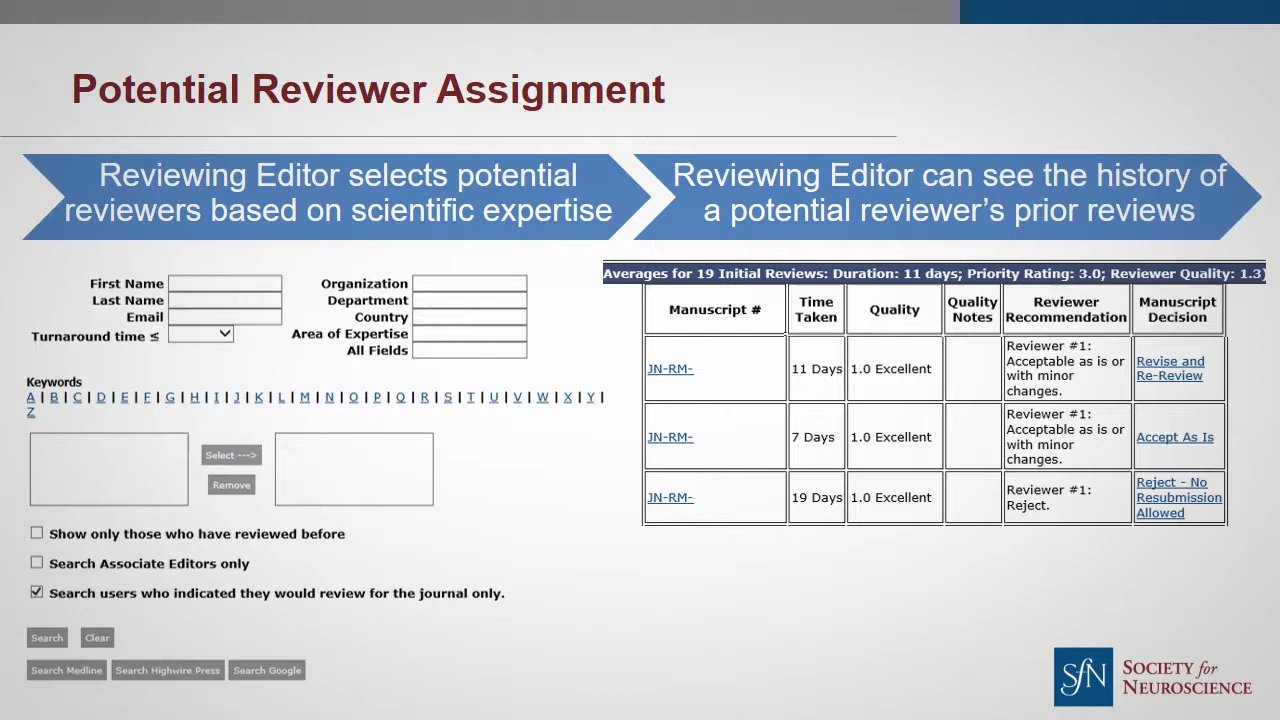 Potential Reviewer Assignment
Reviewing Editor selects potential
reviewers based on scientific expertise
Reviewing Editor can see the history of
a potential reviewer’s prior reviews
First Name
Last Name
Email
Turnaround time ≤
Organization
Department
Country
Area of Expertise
All Fields
Keywords
A | B | C | D | E | F | G | H | I | J | K | L | M | N | O | P | Q | R | S | T | U | V | W | X | Y |
Z
Select --->
Remove
Show only those who have reviewed before
Search Associate Editors only
Search users who indicated they would review for the journal only.
Search Clear
Search Medline Search Highwire Press Search Google
Averages for 19 Initial Reviews: Duration: 11 days; Priority Rating: 3.0; Reviewer Quality: 1.3)
Manuscript #
Time
Taken
Quality
Quality
Notes
Reviewer
Recommendation
Manuscript
Decision
JN-RM-
11 Days
1.0 Excellent
Reviewer #1:
Acceptable as is or
with minor
changes.
Revise and
Re-Review
JN-RM-
7 Days
1.0 Excellent
Reviewer #1:
Acceptable as is or
with minor
changes.
Accept As Is
JN-RM-
19 Days
1.0 Excellent
Reviewer #1:
Reject.
Reject - No
Resubmission
Allowed
SfN
SOCIETY for
NEUROSCIENCE